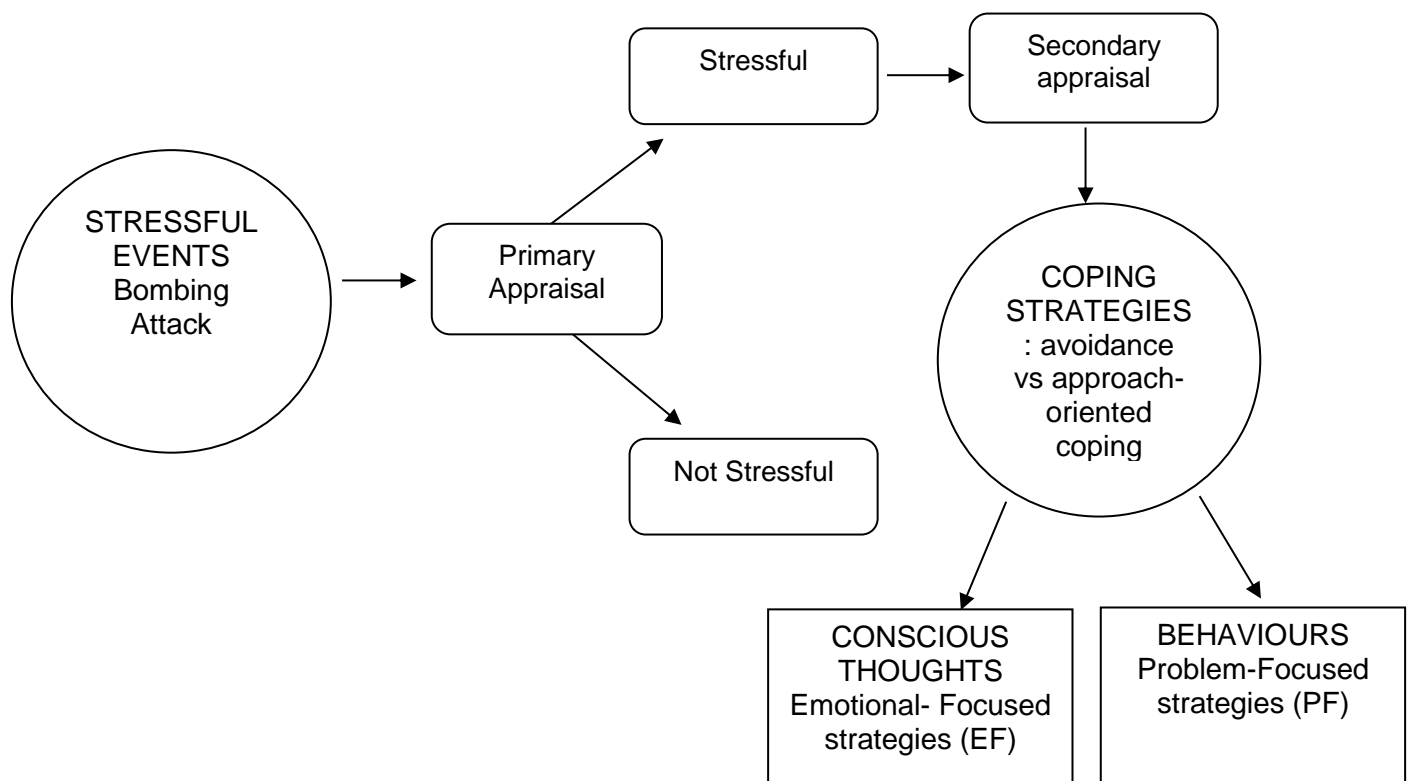 STRESSFUL
EVENTS
Bombing
Attack
Primary
Appraisal
Stressful
Not Stressful
Secondary
appraisal
COPING
STRATEGIES
: avoidance
vs approach-
oriented
coping
CONSCIOUS
THOUGHTS
Emotional- Focused
strategies (EF)
BEHAVIOURS
Problem-Focused
strategies (PF)